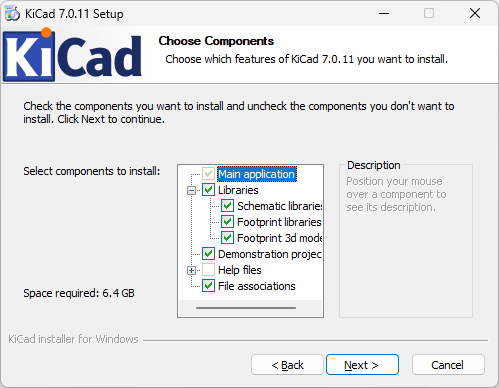 KiCad 7.0.11 Setup
KiCad
Choose Components
Choose which features of KiCad 7.0.11 you want to install.
Check the components you want to install and uncheck the components you don't want to
install. Click Next to continue.
Select components to install:
Main application
Libraries
Schematic libraries
Footprint libraries
Footprint 3d mode
Demonstration projec
Help files
File associations
Description
Position your mouse
over a component to
see its description.
Space required: 6.4 GB
KiCad installer for Windows
< Back
Next >
Cancel